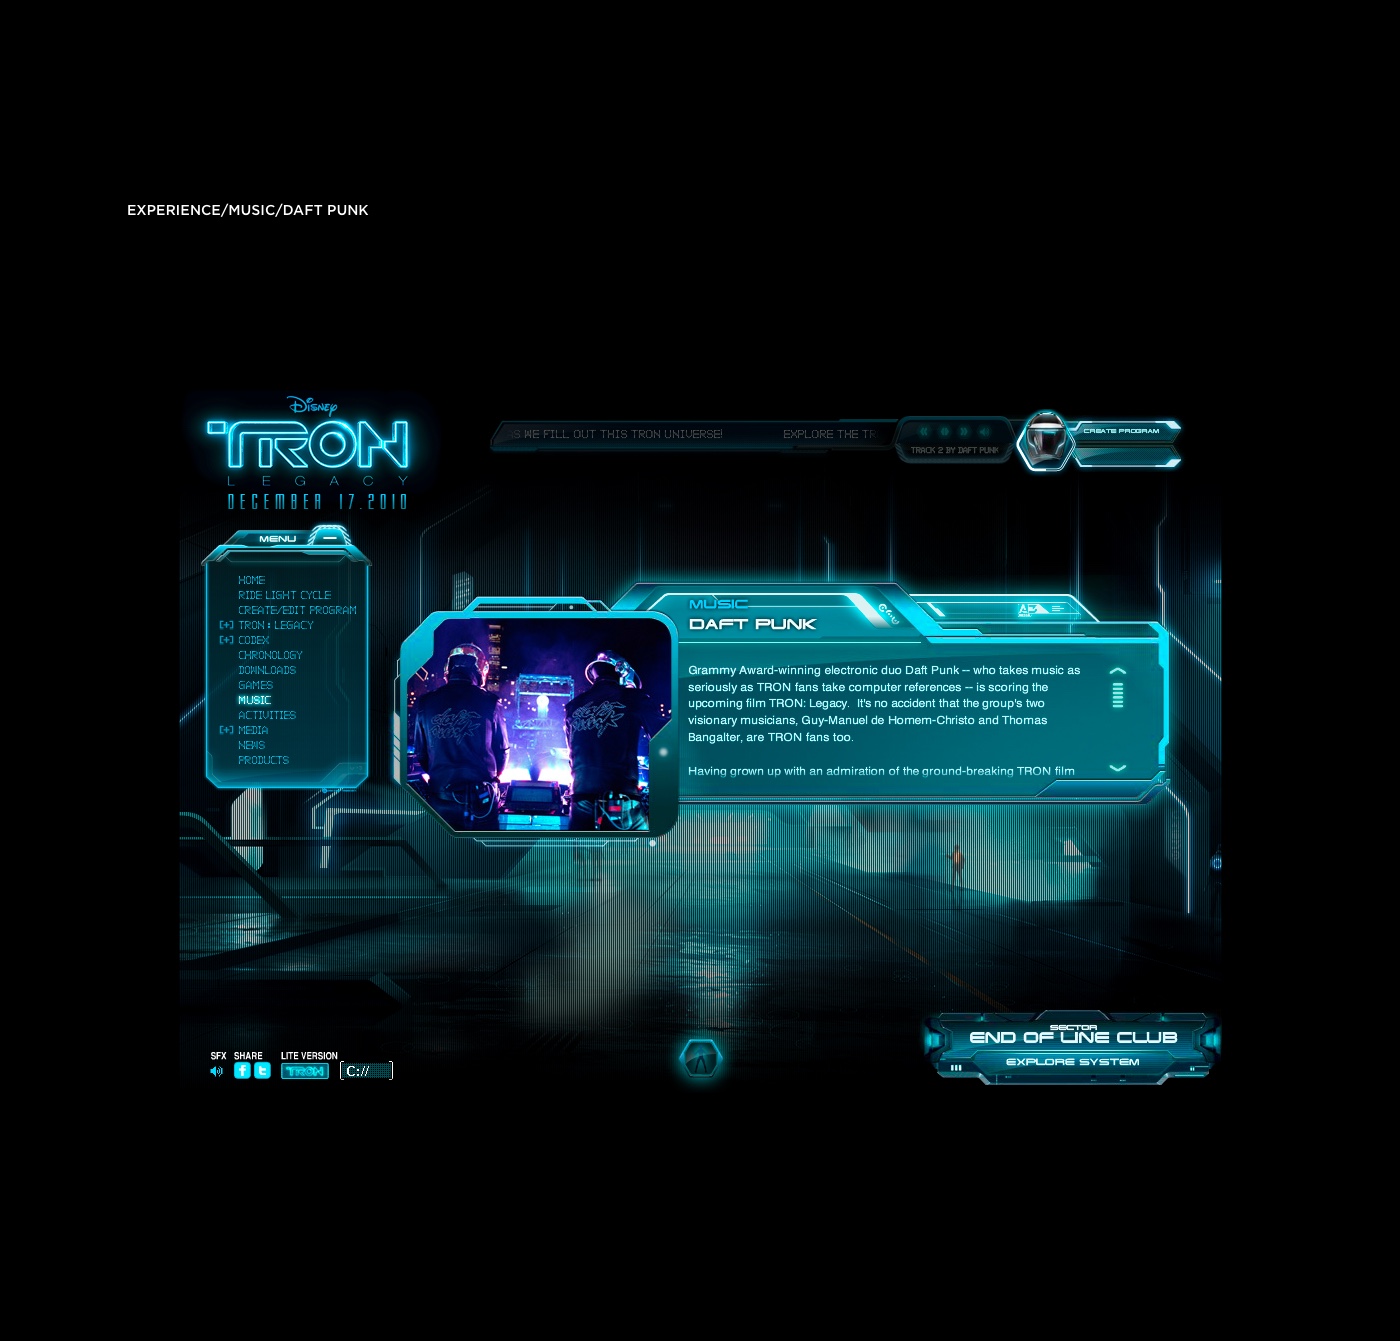 EXPERIENCE/MUSIC/DAFT PUNK
DISNEY
TRON
LEGACY
DECEMBER 17.2010
WE FILL OUT THIS TRON UNIVERSE!
EXPLORE THE
TRACK 2 BY DAFT PUNK
CREATE PROGRAM
MENU
HOME
RIDE LIGHT CYCLE
CREATE/EDIT PROGRAM
[+] TRON : LEGACY
[+] CODEX
CHRONOLOGY
DOWNLOADS
GAMES
MUSIC
ACTIVITIES
[+] MEDIA
NEWS
PRODUCTS
MUSIC
DAFT PUNK
Grammy Award-winning electronic duo Daft Punk -- who takes music as
seriously as TRON fans take computer references -- is scoring the
upcoming film TRON: Legacy. It's no accident that the group's two
visionary musicians, Guy-Manuel de Homem-Christo and Thomas
Bangalter, are TRON fans too.
Having grown up with an admiration of the ground-breaking TRON film
SFX SHARE LITE VERSION
f t TRON C://
SECTOR
END OF LINE CLUB
EXPLORE SYSTEM